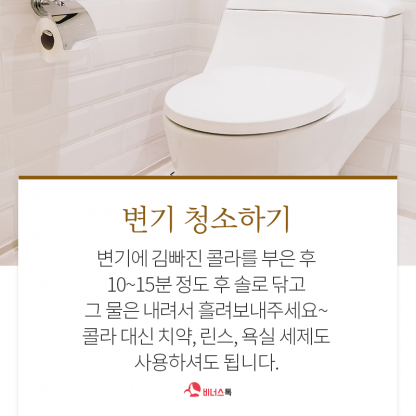 변기 청소하기
변기에 김빠진 콜라를 부은 후
10~15분 정도 후 솔로 닦고
그 물은 내려서 흘려보내주세요~
콜라 대신 치약, 린스, 욕실 세제도
사용하셔도 됩니다.
비너스톡